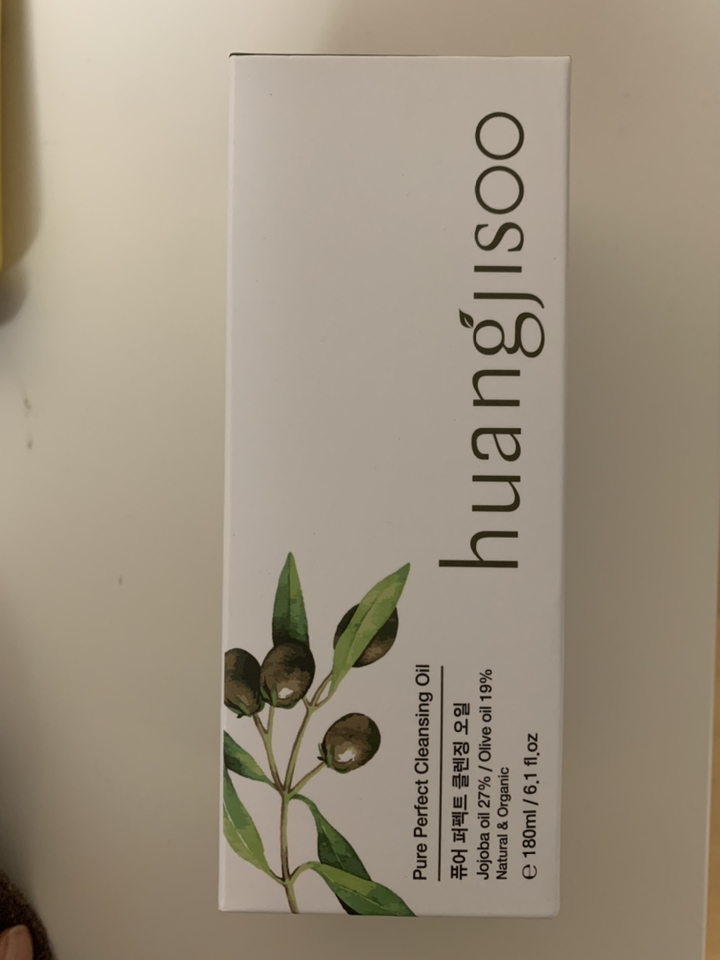 huangjisoo
Pure Perfect Cleansing Oil
퓨어 퍼펙트 클렌징 오일
Jojoba oil 27% / Olive oil 19%
Natural & Organic
℮ 180ml / 6,1 fl,oz